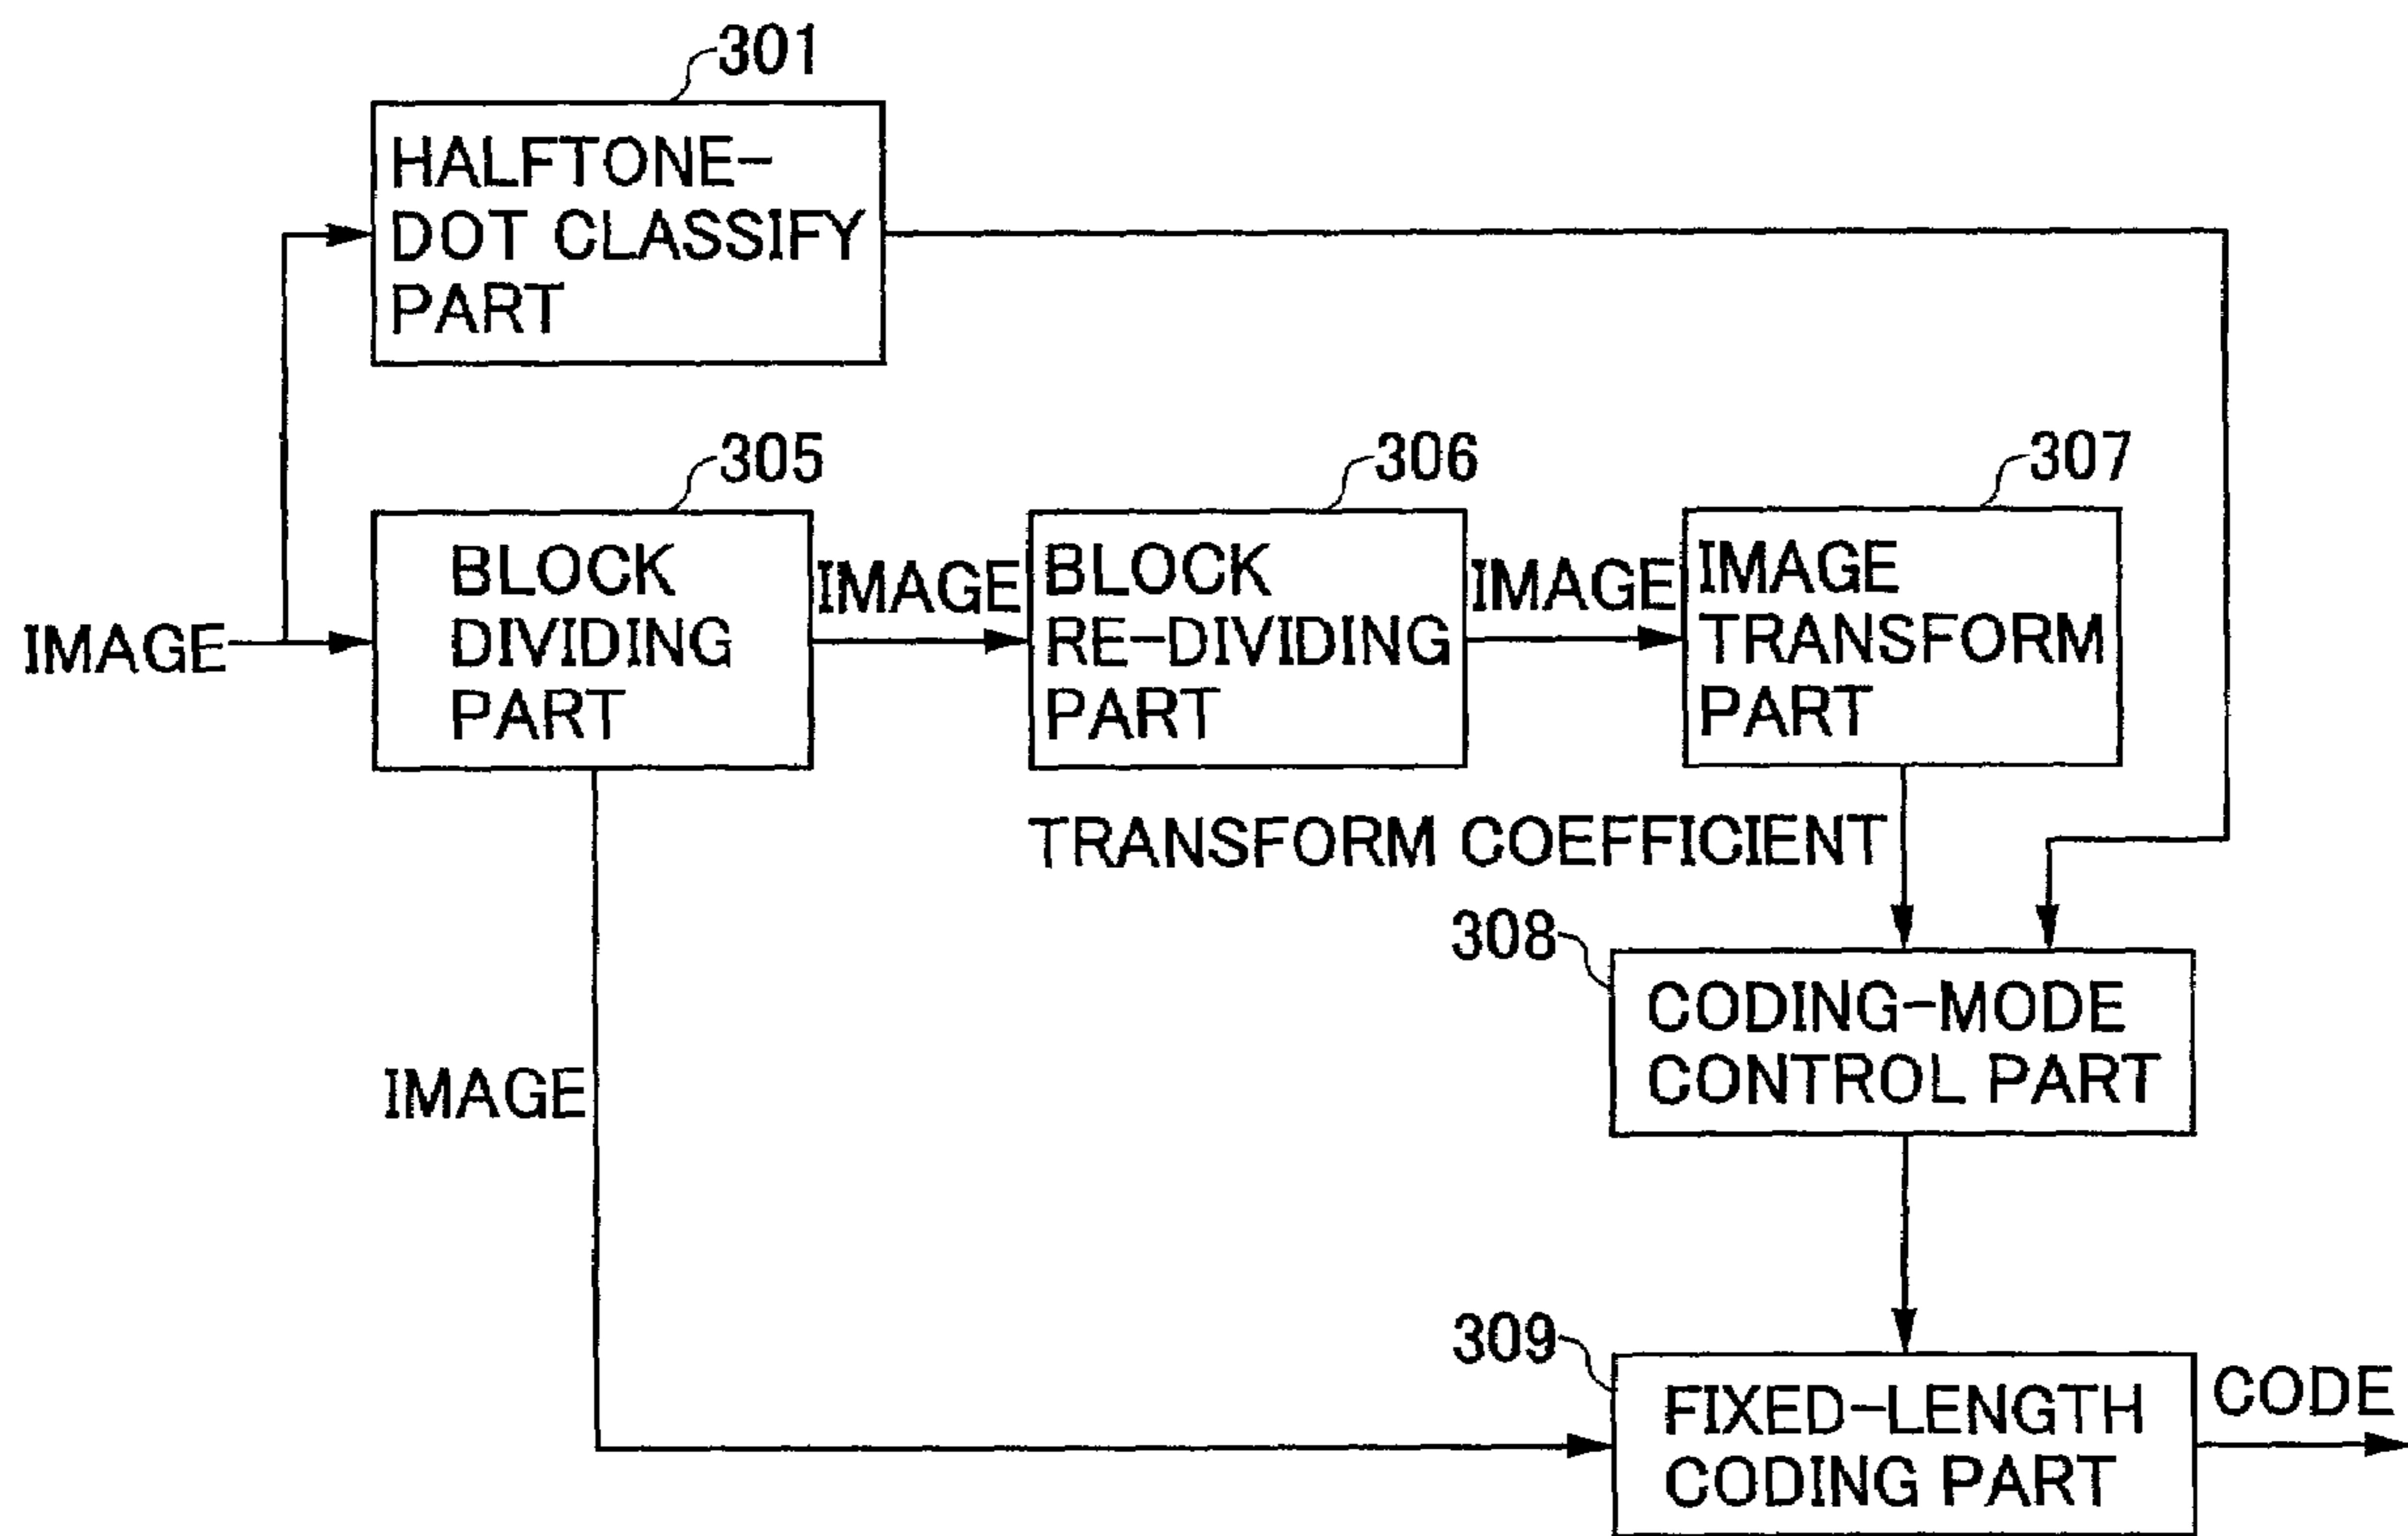 301
HALFTONE-
DOT CLASSIFY
PART
305
306
307
IMAGE
BLOCK
DIVIDING
PART
IMAGE
BLOCK
RE-DIVIDING
PART
IMAGE
IMAGE
TRANSFORM
PART
TRANSFORM COEFFICIENT
308
CODING-MODE
CONTROL PART
IMAGE
309
FIXED-LENGTH
CODING PART
CODE